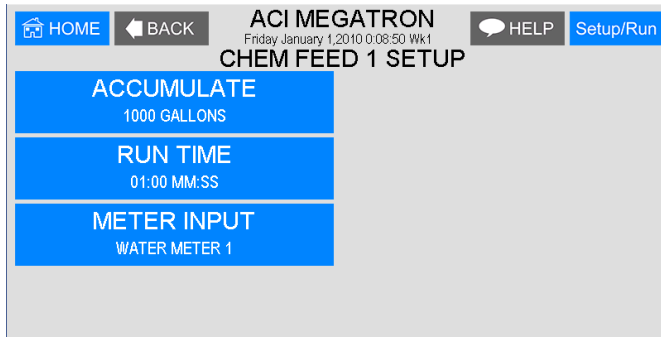 HOME
BACK
ACI MEGATRON
Friday January 1,2010 0:08:50 Wk1
HELP
Setup/Run
CHEM FEED 1 SETUP
ACCUMULATE
1000 GALLONS
RUN TIME
01:00 MM:SS
METER INPUT
WATER METER 1